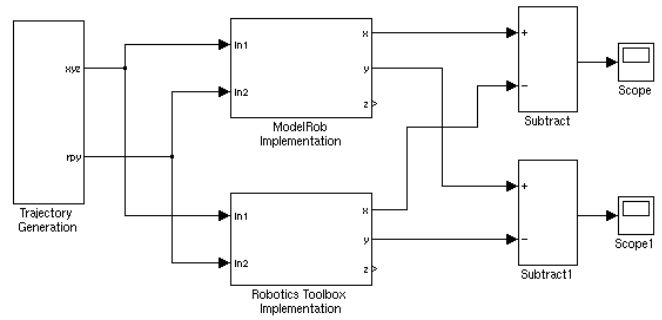 xyz
rpy
Trajectory
Generation
In1
In2
x
y
z
ModelRob
Implementation
In1
In2
x
y
z
Robotics Toolbox
Implementation
+
−
Subtract
Scope
+
−
Subtract1
Scope1